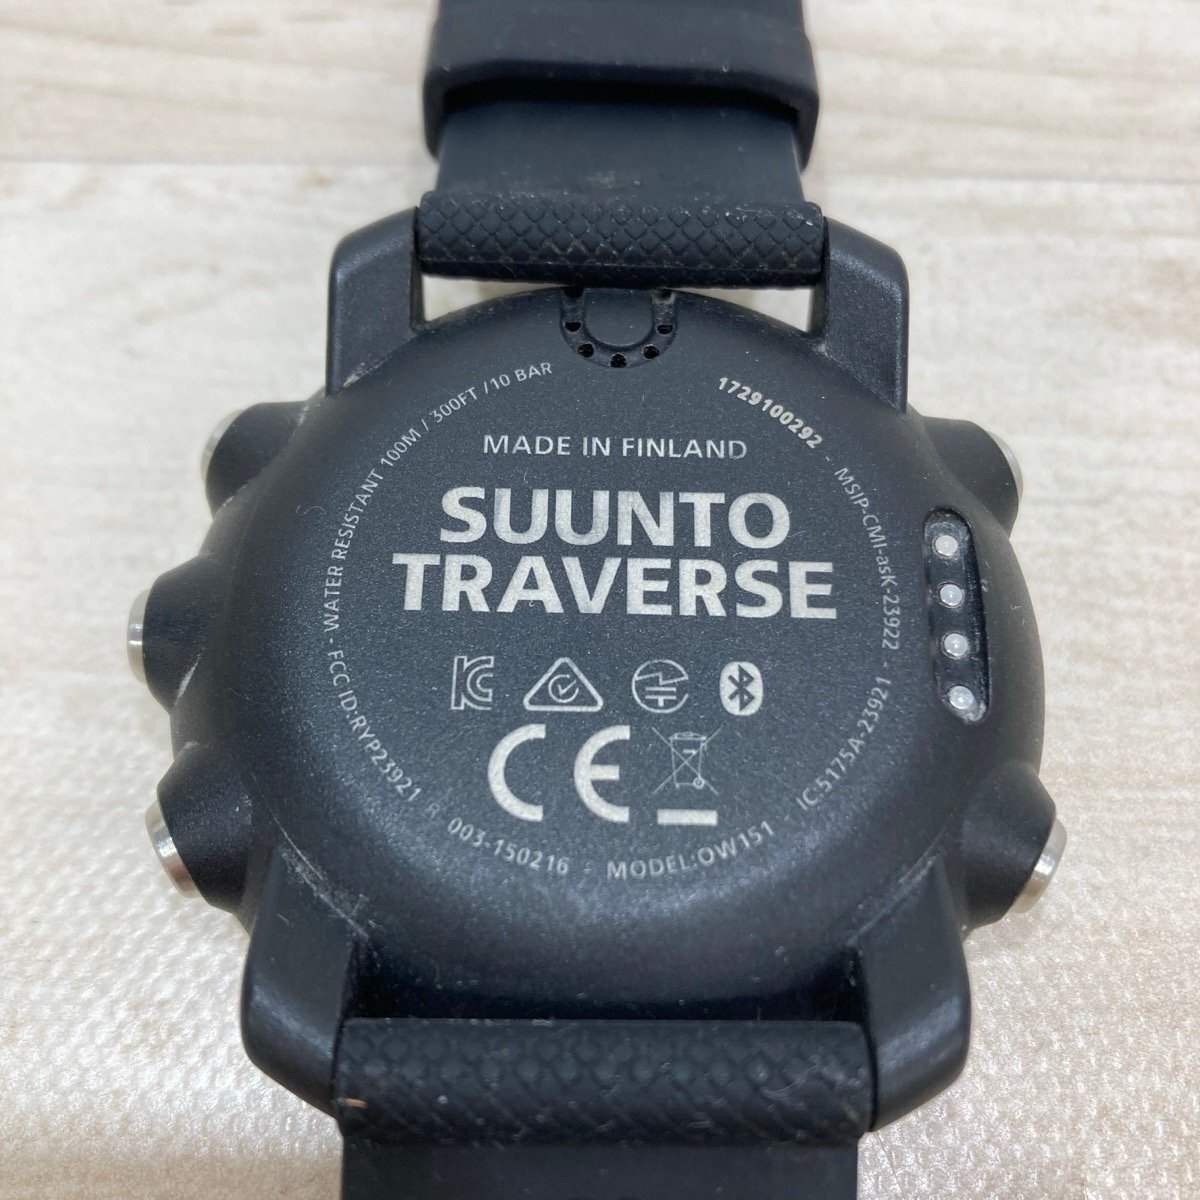 MADE IN FINLAND
SUUNTO
TRAVERSE
CE
FCC ID:RYP23921 - WATER RESISTANT 100M / 300FT / 10 BAR
1729100292 - MSIP-CMI-asK-23922 - IC:5175A-23921 - MODEL:OW151 - 003-150216 R